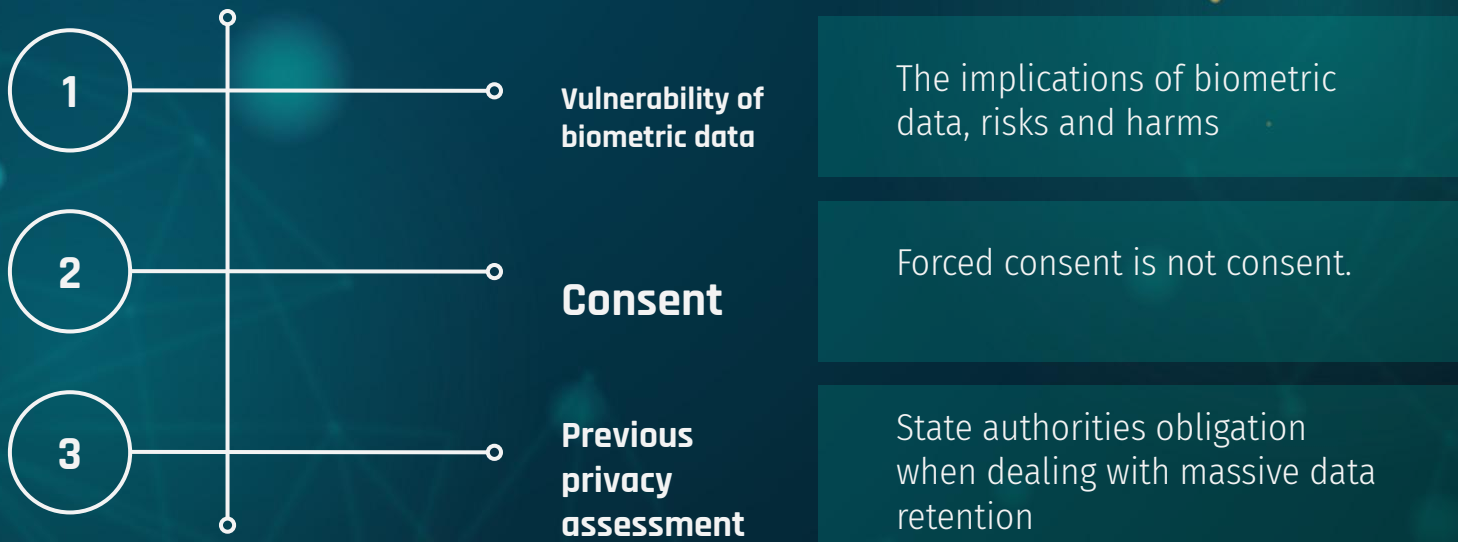 1
Vulnerability of
biometric data
The implications of biometric
data, risks and harms
2
Consent
Forced consent is not consent.
3
Previous
privacy
assessment
State authorities obligation
when dealing with massive data
retention